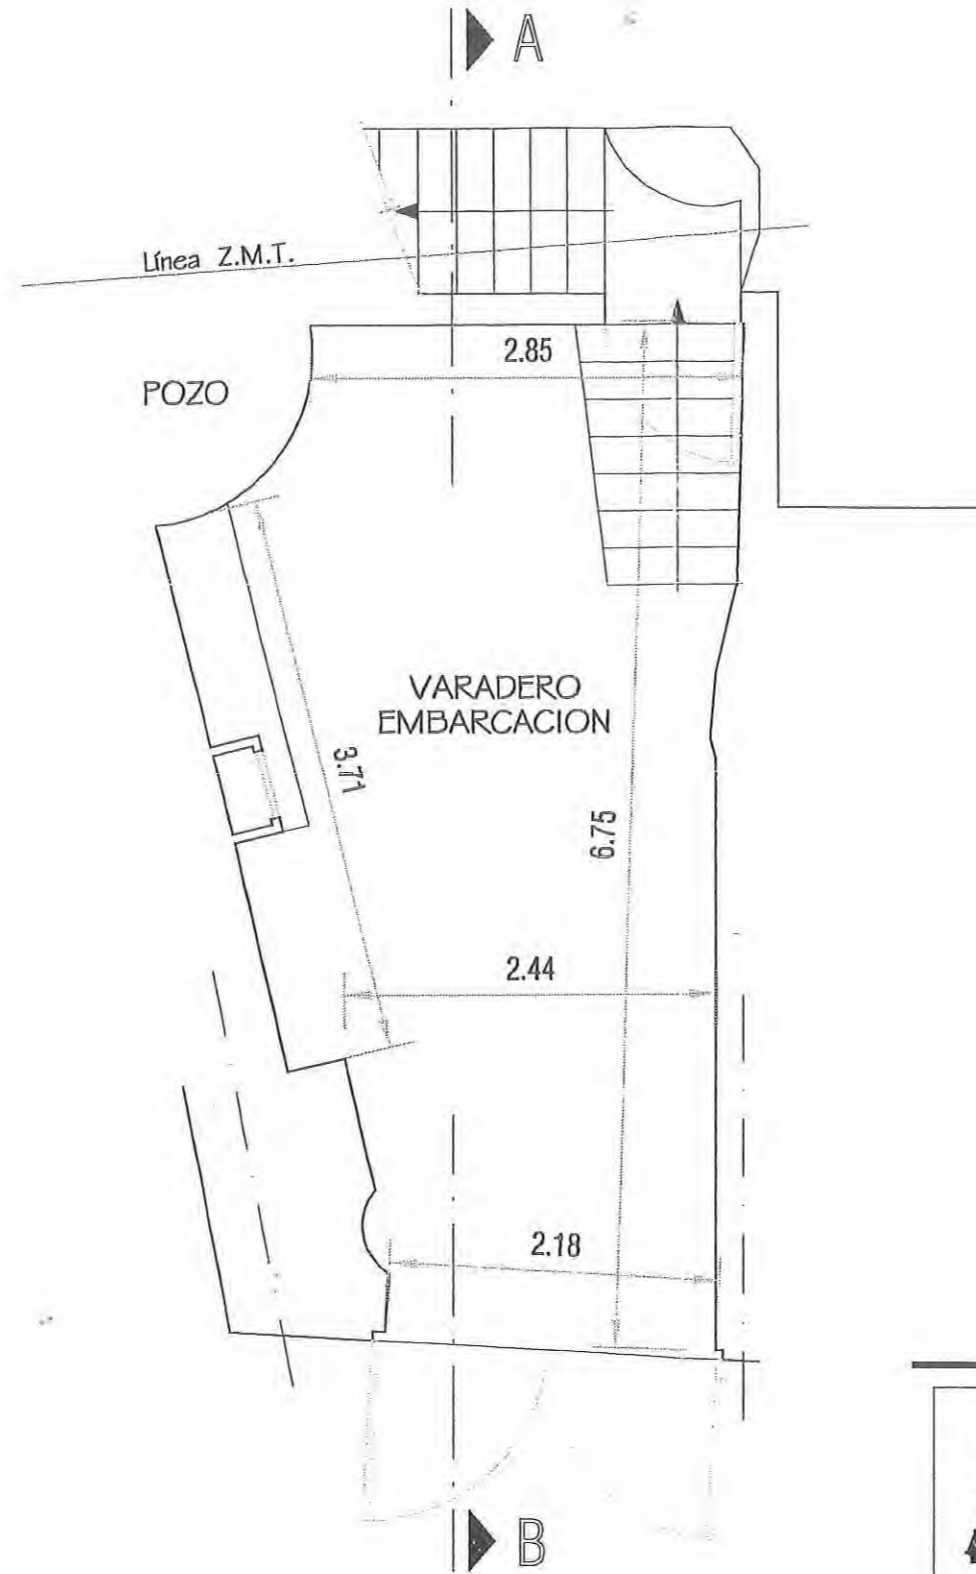 A
Línea Z.M.T.
2.85
POZO
VARADERO
EMBARCACION
3.71
6.75
2.44
2.18
B